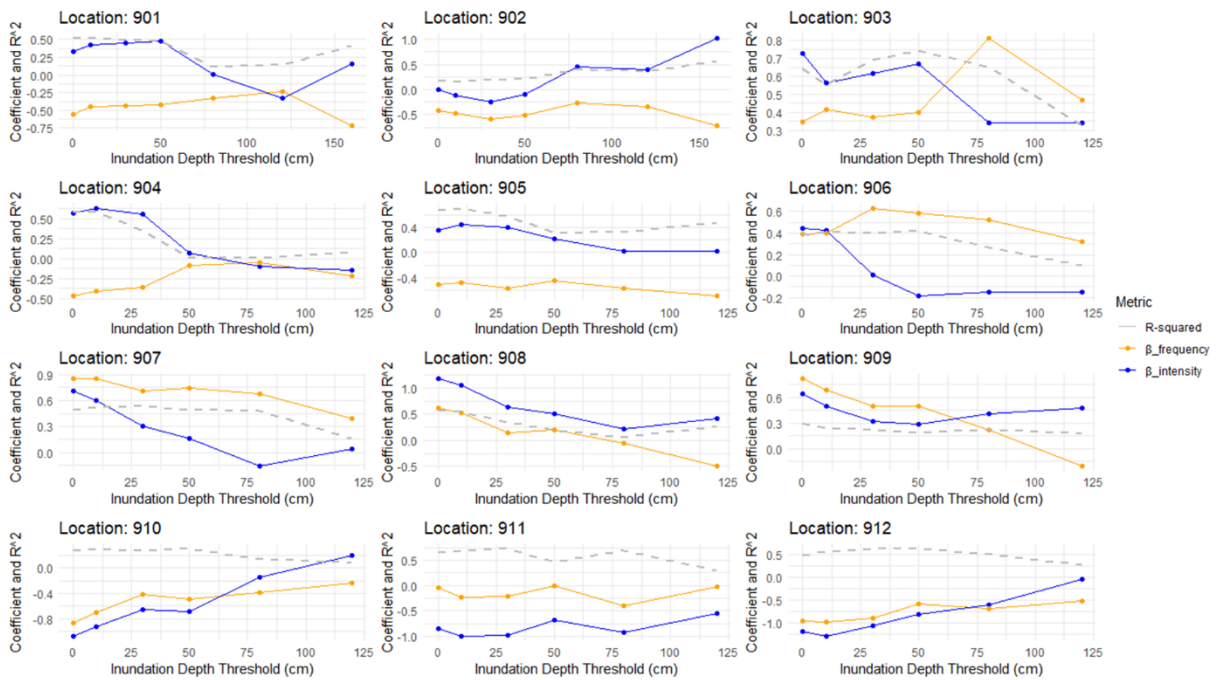 Location: 901
Coefficient and R^2
0.50
0.25
0.00
-0.25
-0.50
-0.75
0 50 100 150
Inundation Depth Threshold (cm)
Location: 902
Coefficient and R^2
1.0
0.5
0.0
-0.5
0 50 100 150
Inundation Depth Threshold (cm)
Location: 903
Coefficient and R^2
0.8
0.7
0.6
0.5
0.4
0.3
0 25 50 75 100 125
Inundation Depth Threshold (cm)
Location: 904
Coefficient and R^2
0.50
0.25
0.00
-0.25
-0.50
0 25 50 75 100 125
Inundation Depth Threshold (cm)
Location: 905
Coefficient and R^2
0.4
0.0
-0.4
0 25 50 75 100 125
Inundation Depth Threshold (cm)
Location: 906
Coefficient and R^2
0.6
0.4
0.2
0.0
-0.2
0 25 50 75 100 125
Inundation Depth Threshold (cm)
Metric
R-squared
β_frequency
β_intensity
Location: 907
Coefficient and R^2
0.9
0.6
0.3
0.0
0 25 50 75 100 125
Inundation Depth Threshold (cm)
Location: 908
Coefficient and R^2
1.0
0.5
0.0
-0.5
0 25 50 75 100 125
Inundation Depth Threshold (cm)
Location: 909
Coefficient and R^2
0.6
0.3
0.0
0 25 50 75 100 125
Inundation Depth Threshold (cm)
Location: 910
Coefficient and R^2
0.0
-0.8
0 25 50 75 100 125
Inundation Depth Threshold (cm)
Location: 911
Coefficient and R^2
0.5
0.0
-0.5
-1.0
0 25 50 75 100 125
Inundation Depth Threshold (cm)
Location: 912
Coefficient and R^2
0.5
0.0
-0.5
-1.0
0 25 50 75 100 125
Inundation Depth Threshold (cm)